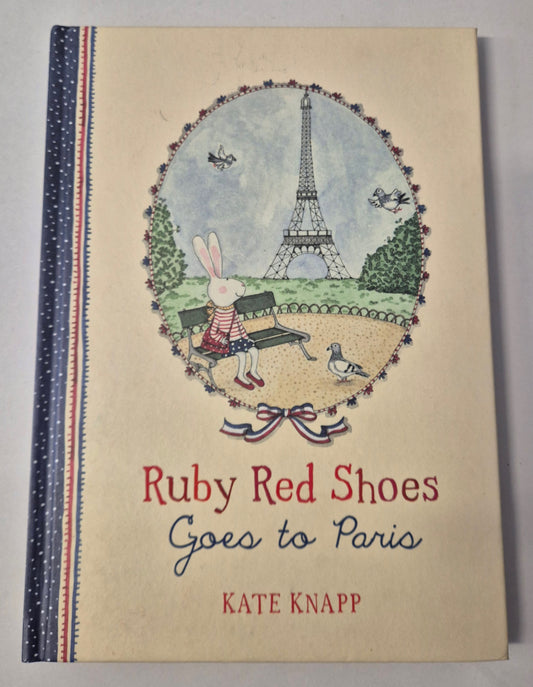 Ruby Red Shoes
Goes to Paris
KATE KNAPP